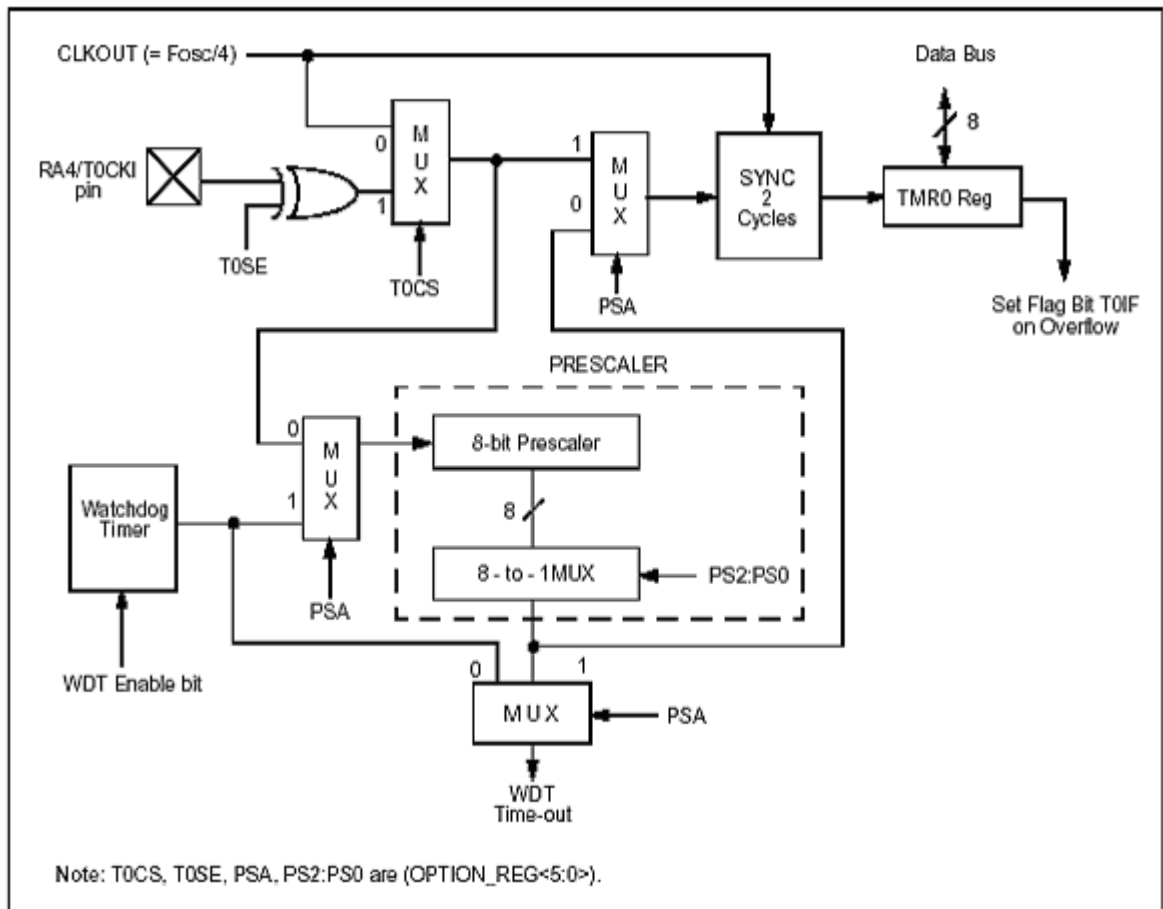 CLKOUT (= Fosc/4)
Data Bus
8
RA4/T0CKI
pin
0
1
M
U
X
T0SE
T0CS
1
0
M
U
X
PSA
SYNC
2
Cycles
TMR0 Reg
Set Flag Bit T0IF
on Overflow
PRESCALER
0
1
M
U
X
PSA
8-bit Prescaler
8
8 - to - 1MUX
PS2:PS0
Watchdog
Timer
WDT Enable bit
0
1
M U X
PSA
WDT
Time-out
Note: T0CS, T0SE, PSA, PS2:PS0 are (OPTION_REG<5:0>).